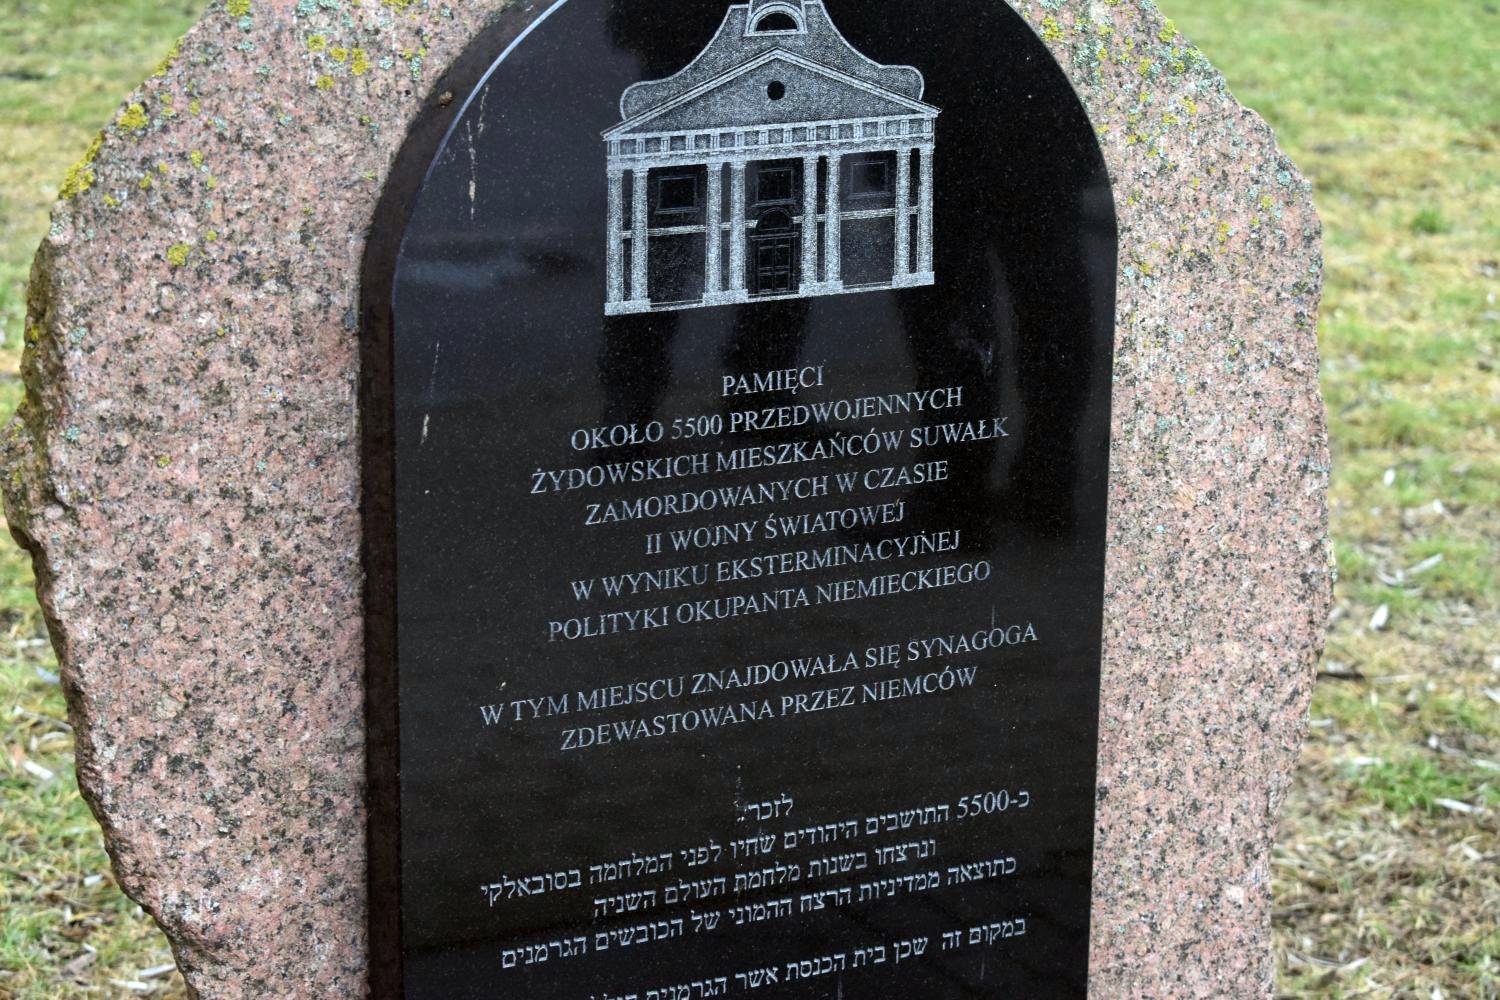 PAMIĘCI
OKOŁO 5500 PRZEDWOJENNYCH
ŻYDOWSKICH MIESZKAŃCÓW SUWAŁK
ZAMORDOWANYCH W CZASIE
II WOJNY ŚWIATOWEJ
W WYNIKU EKSTERMINACYJNEJ
POLITYKI OKUPANTA NIEMIECKIEGO
W TYM MIEJSCU ZNAJDOWAŁA SIĘ SYNAGOGA
ZDEWASTOWANA PRZEZ NIEMCÓW
לזכר
כ-5500 התושבים היהודים שחיו לפני המלחמה בסובאלקי
ונרצחו בשנות מלחמת העולם השניה
כתוצאה ממדיניות הרצח ההמוני של הכובשים הגרמנים
במקום זה שכן בית הכנסת אשר הגרמנים